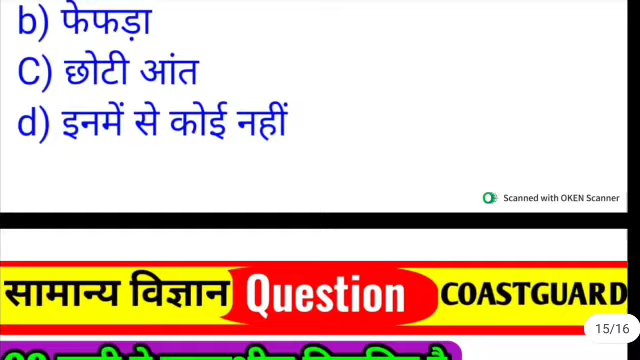 b) फेफड़ा
C) छोटी आंत
d) इनमें से कोई नहीं
Scanned with OKEN Scanner
सामान्य विज्ञान Question COASTGUARD
15/16